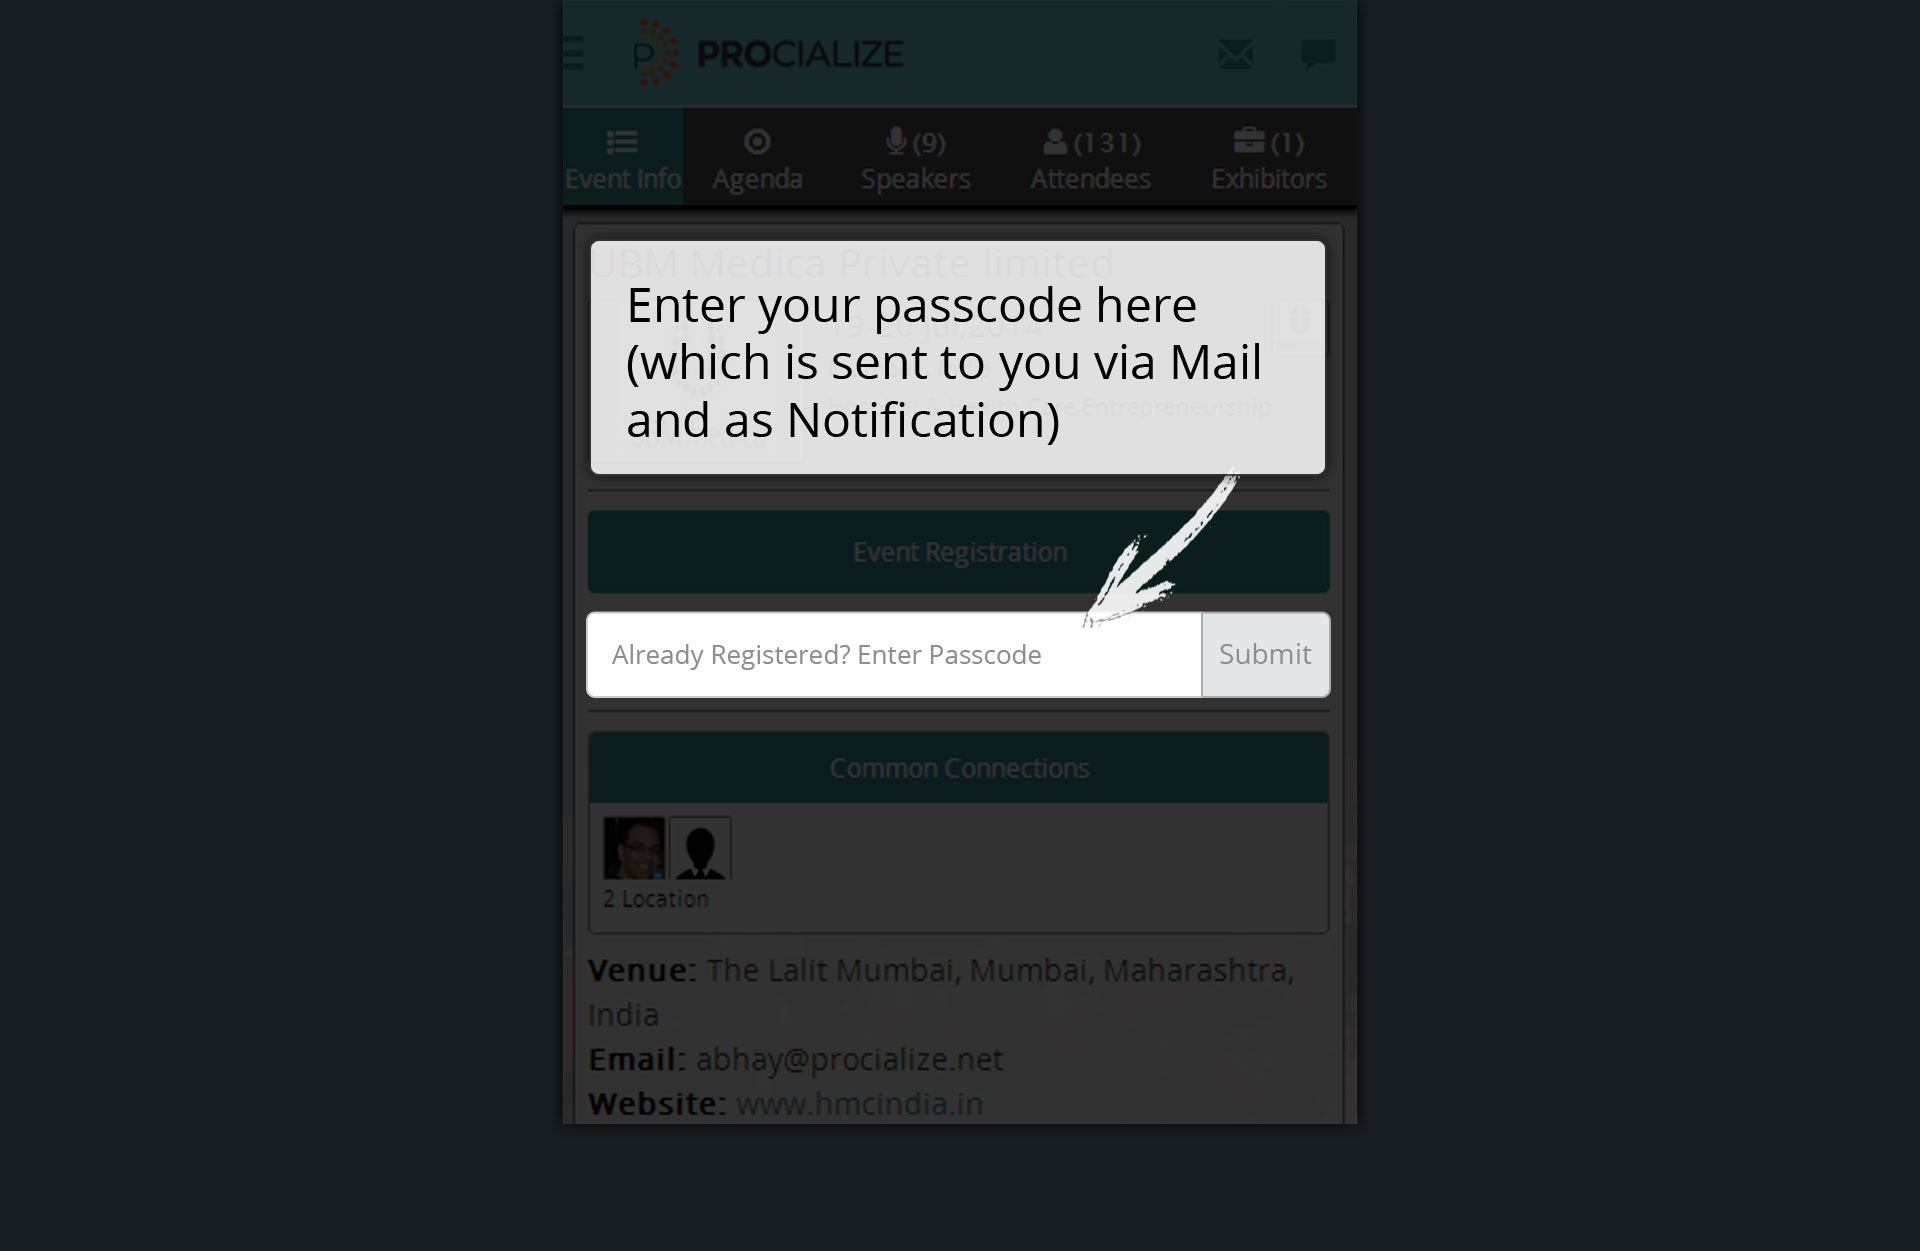 P PROCIALIZE
Event Info
Agenda
(9)
Speakers
(131)
Attendees
(1)
Exhibitors
UBM Medica Private limited
Enter your passcode here
(which is sent to you via Mail
and as Notification)
Care,Entrepreneurship
Event Registration
Already Registered? Enter Passcode
Submit
Common Connections
2 Location
Venue: The Lalit Mumbai, Mumbai, Maharashtra,
India
Email: abhay@procialize.net
Website: www.hmcindia.in